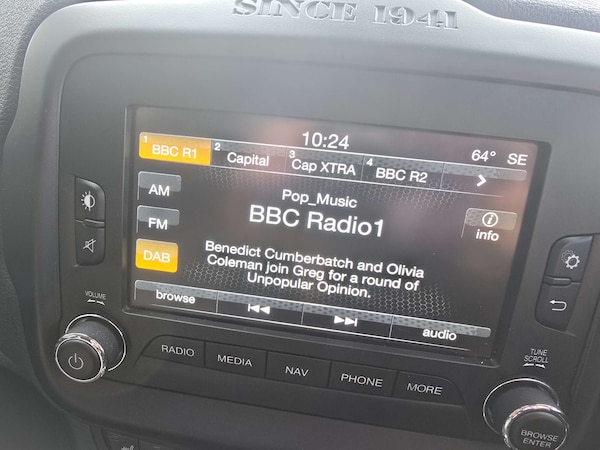 SINCE 1941
10:24
64° SE
1 BBC R1
2 Capital
3 Cap XTRA
4 BBC R2
>
AM
Pop_Music
FM
BBC Radio1
info
DAB
Benedict Cumberbatch and Olivia
Coleman join Greg for a round of
Unpopular Opinion.
browse
audio
VOLUME
RADIO
MEDIA
NAV
PHONE
MORE
TUNE
SCROLL
BROWSE
ENTER